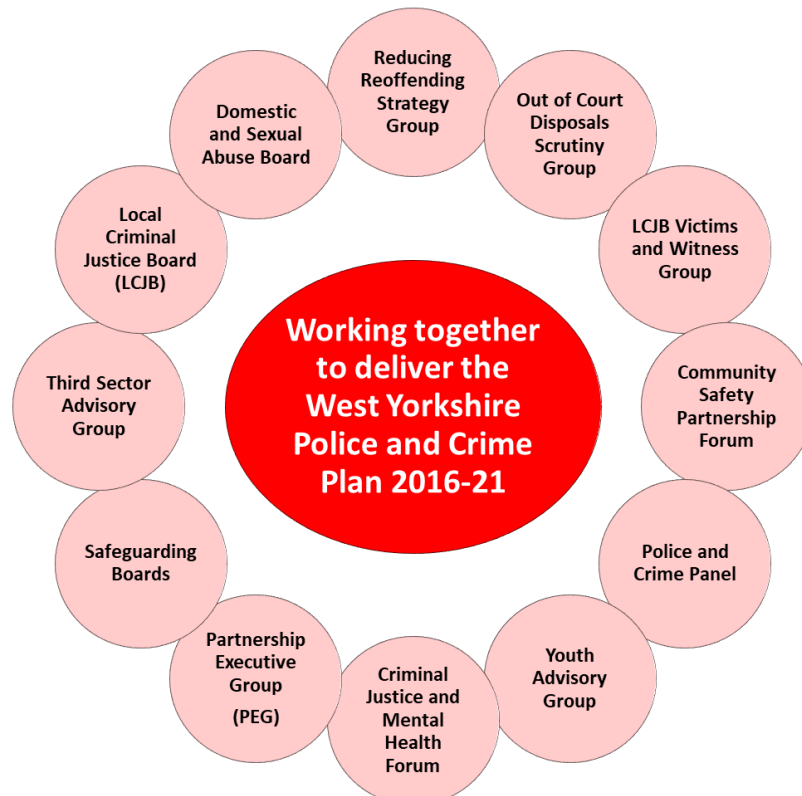 Reducing
Reoffending
Strategy
Group
Out of Court
Disposals
Scrutiny
Group
LCJB Victims
and Witness
Group
Community
Safety
Partnership
Forum
Police and
Crime Panel
Youth
Advisory
Group
Criminal
Justice and
Mental
Health
Forum
Partnership
Executive
Group
(PEG)
Safeguarding
Boards
Third Sector
Advisory
Group
Local
Criminal
Justice Board
(LCJB)
Domestic
and Sexual
Abuse Board
Working together
to deliver the
West Yorkshire
Police and Crime
Plan 2016-21